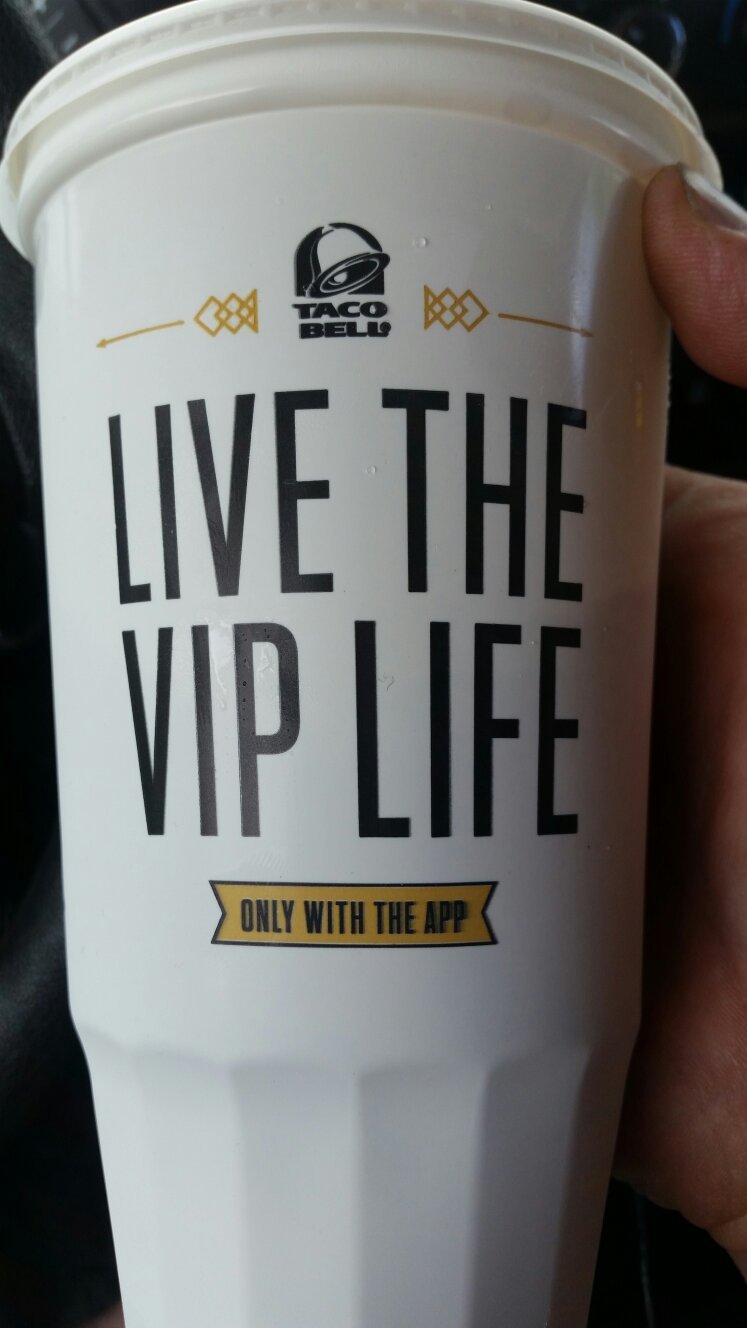 TACO
BELL
LIVE THE
VIP LIFE
ONLY WITH THE APP